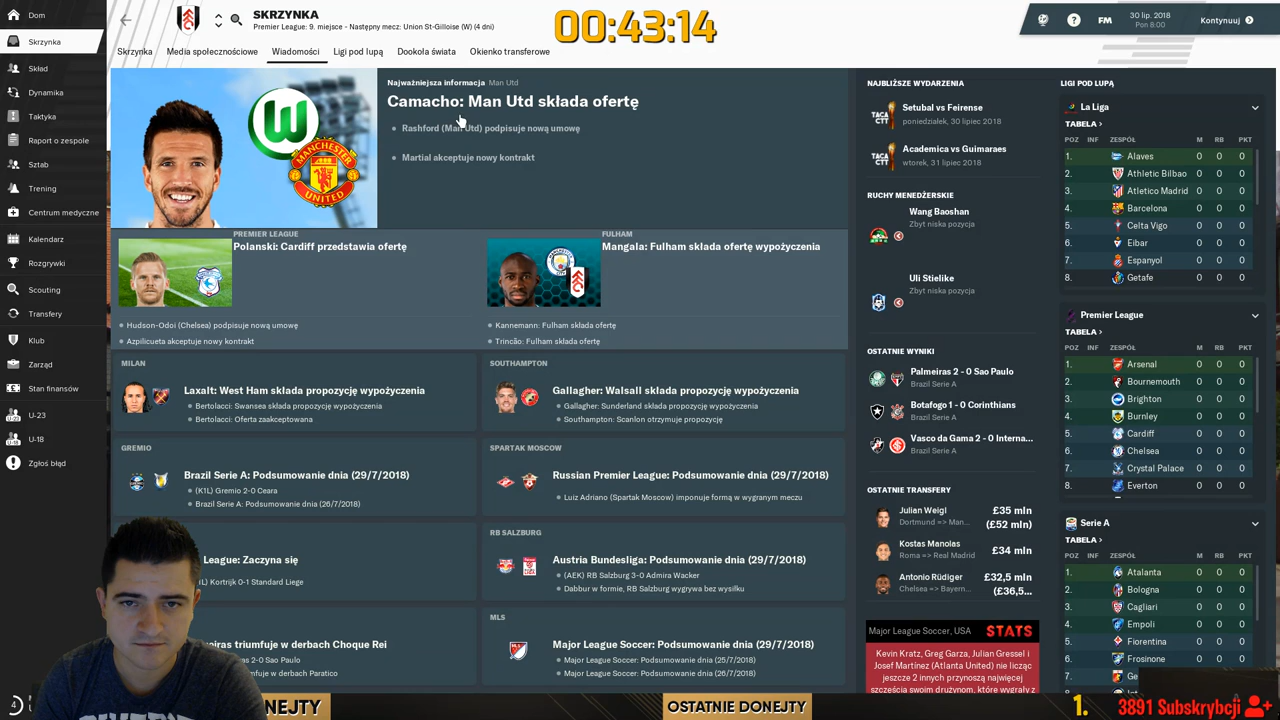 Dom
Skrzynka
Skład
Dynamika
Taktyka
Raport o zespole
Sztab
Trening
Centrum medyczne
Kalendarz
Rozgrywki
Scouting
Transfery
Klub
Zarząd
Stan finansów
U-23
U-18
Zgłoś błąd
SKRZYNKA
Premier League: 9. miejsce - Następny mecz: Union St-Gilloise (W) (4 dni)
00:43:14
FM
30 lip. 2018
Pon 8:00
Kontynuuj
Skrzynka
Media społecznościowe
Wiadomości
Ligi pod lupą
Dookoła świata
Okienko transferowe
Najważniejsza informacja Man Utd
Camacho: Man Utd składa ofertę
Rashford (Man Utd) podpisuje nową umowę
Martial akceptuje nowy kontrakt
MANCHESTER
UNITED
PREMIER LEAGUE
Polanski: Cardiff przedstawia ofertę
Hudson-Odoi (Chelsea) podpisuje nową umowę
Azpilicueta akceptuje nowy kontrakt
FULHAM
Mangala: Fulham składa ofertę wypożyczenia
Kannemann: Fulham składa ofertę
Trincão: Fulham składa ofertę
MILAN
Laxalt: West Ham składa propozycję wypożyczenia
Bertolacci: Swansea składa propozycję wypożyczenia
Bertolacci: Oferta zaakceptowana
SOUTHAMPTON
Gallagher: Walsall składa propozycję wypożyczenia
Gallagher: Sunderland składa propozycję wypożyczenia
Southampton: Scanlon otrzymuje propozycję
GREMIO
Brazil Serie A: Podsumowanie dnia (29/7/2018)
(K1L) Gremio 2-0 Ceara
Brazil Serie A: Podsumowanie dnia (26/7/2018)
SPARTAK MOSCOW
Russian Premier League: Podsumowanie dnia (29/7/2018)
Luiz Adriano (Spartak Moscow) imponuje formą w wygranym meczu
League: Zaczyna się
Kortrijk 0-1 Standard Liege
RB SALZBURG
Austria Bundesliga: Podsumowanie dnia (29/7/2018)
(AEK) RB Salzburg 3-0 Admira Wacker
Dabbur w formie, RB Salzburg wygrywa bez wysiłku
triumfuje w derbach Choque Rei
2-0 Sao Paulo
w derbach Paratico
MLS
Major League Soccer: Podsumowanie dnia (29/7/2018)
Major League Soccer: Podsumowanie dnia (25/7/2018)
Major League Soccer: Podsumowanie dnia (26/7/2018)
NAJBLIŻSZE WYDARZENIA
TACA
CTT
Setubal vs Feirense
poniedziałek, 30 lipiec 2018
TACA
CTT
Academica vs Guimaraes
wtorek, 31 lipiec 2018
RUCHY MENEDŻERSKIE
Wang Baoshan
Zbyt niska pozycja
Uli Stielike
Zbyt niska pozycja
OSTATNIE WYNIKI
Palmeiras 2 - 0 Sao Paulo
Brazil Serie A
Botafogo 1 - 0 Corinthians
Brazil Serie A
Vasco da Gama 2 - 0 Interna...
Brazil Serie A
OSTATNIE TRANSFERY
Julian Weigl
Dortmund => Man...
£35 mln
(£52 mln)
Kostas Manolas
Roma => Real Madrid
£34 mln
Antonio Rüdiger
Chelsea => Bayern...
£32,5 mln
(£36,5...
Major League Soccer, USA
STATS
Kevin Kratz, Greg Garza, Julian Gressel i
Josef Martínez (Atlanta United) nie licząc
jeszcze 2 innych przynoszą najwięcej
szczęścia swoim drużynom, które wygrały z
LIGI POD LUPĄ
La Liga
TABELA >
POZ INF ZESPÓŁ M RB PKT
1. Alaves 0 0 0
2. Athletic Bilbao 0 0 0
3. Atletico Madrid 0 0 0
4. Barcelona 0 0 0
5. Celta Vigo 0 0 0
6. Eibar 0 0 0
7. Espanyol 0 0 0
8. Getafe 0 0 0
Premier League
TABELA >
POZ INF ZESPÓŁ M RB PKT
1. Arsenal 0 0 0
2. Bournemouth 0 0 0
3. Brighton 0 0 0
4. Burnley 0 0 0
5. Cardiff 0 0 0
6. Chelsea 0 0 0
7. Crystal Palace 0 0 0
8. Everton 0 0 0
Serie A
TABELA >
POZ INF ZESPÓŁ M RB PKT
1. Atalanta 0 0 0
2. Bologna 0 0 0
3. Cagliari 0 0 0
4. Empoli 0 0 0
5. Fiorentina 0 0 0
6. Frosinone 0 0 0
7.
8.
DONEJTY
OSTATNIE DONEJTY
1.
3891 Subskrybcji